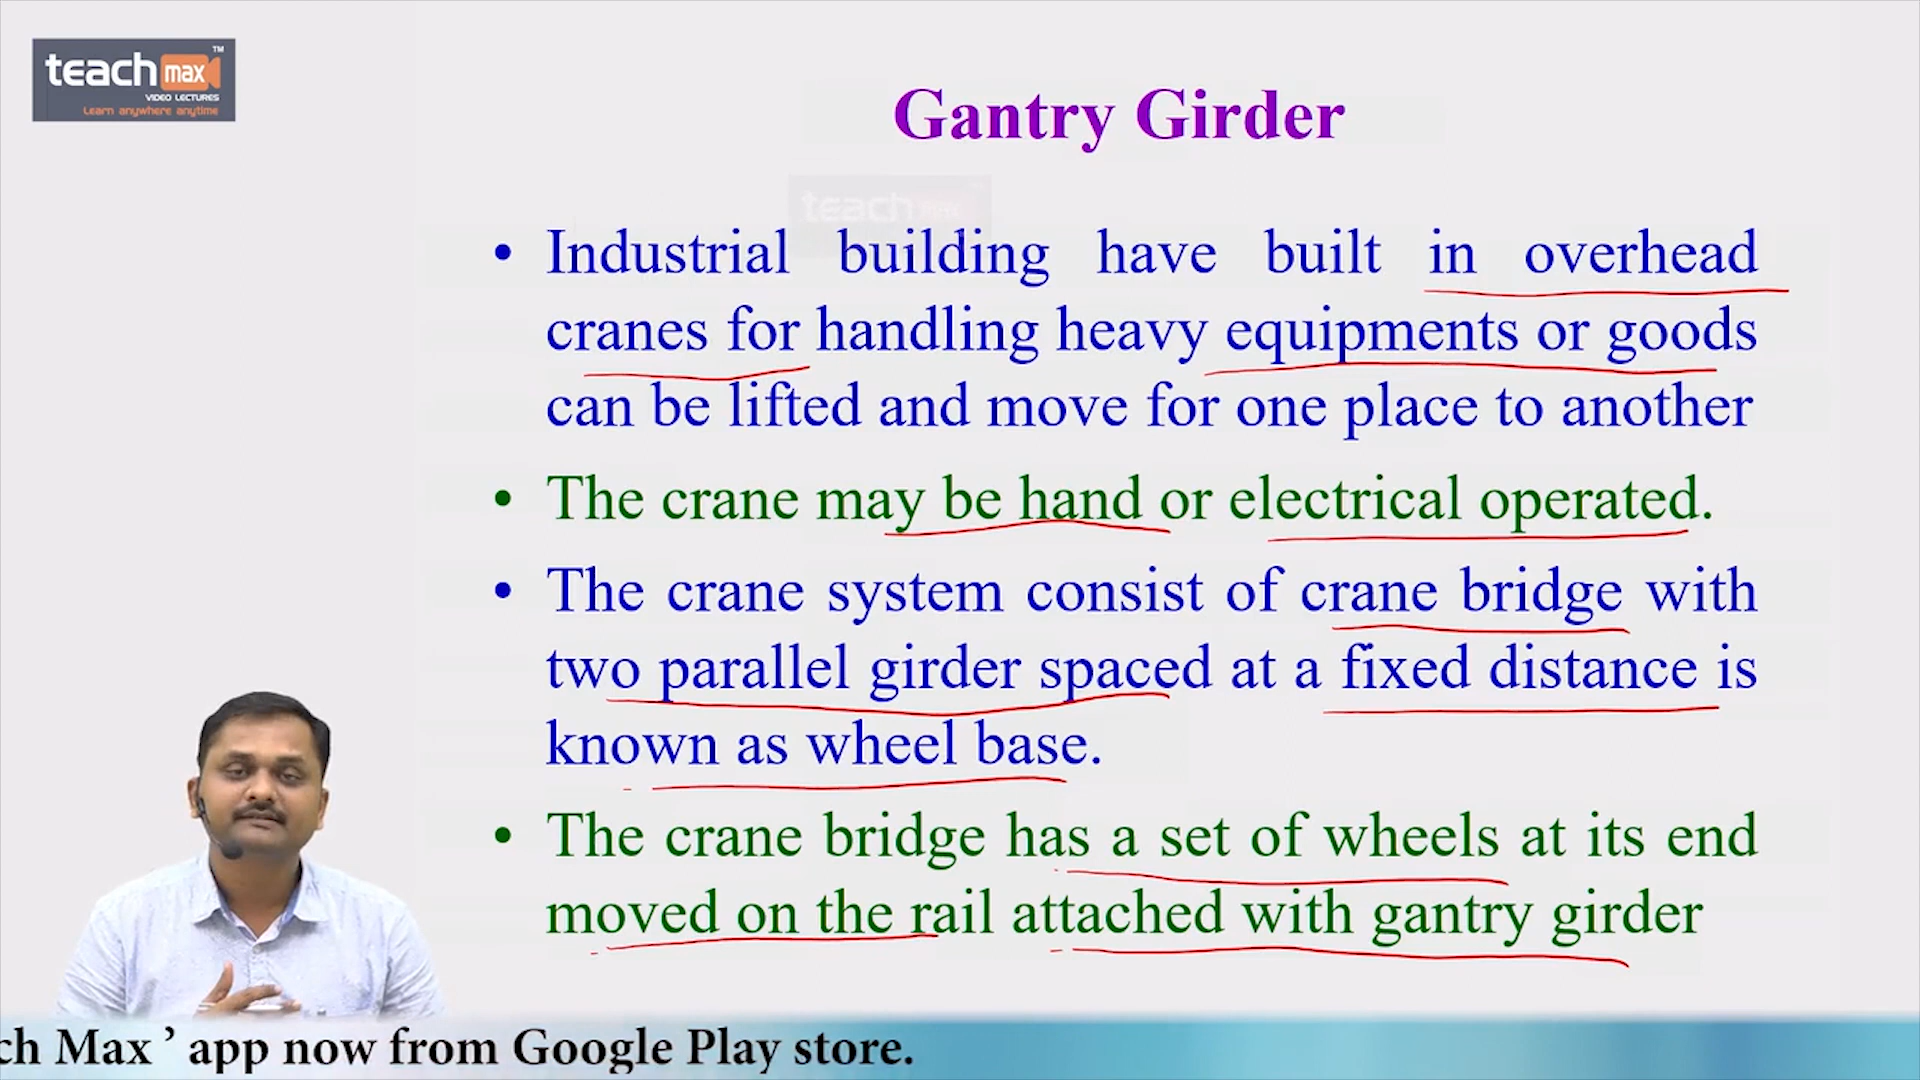 teach max TM
VIDEO LECTURES
Learn anywhere anytime
Gantry Girder
teach max
• Industrial building have built in overhead
cranes for handling heavy equipments or goods
can be lifted and move for one place to another
• The crane may be hand or electrical operated.
• The crane system consist of crane bridge with
two parallel girder spaced at a fixed distance is
known as wheel base.
• The crane bridge has a set of wheels at its end
moved on the rail attached with gantry girder
ch Max ’ app now from Google Play store.